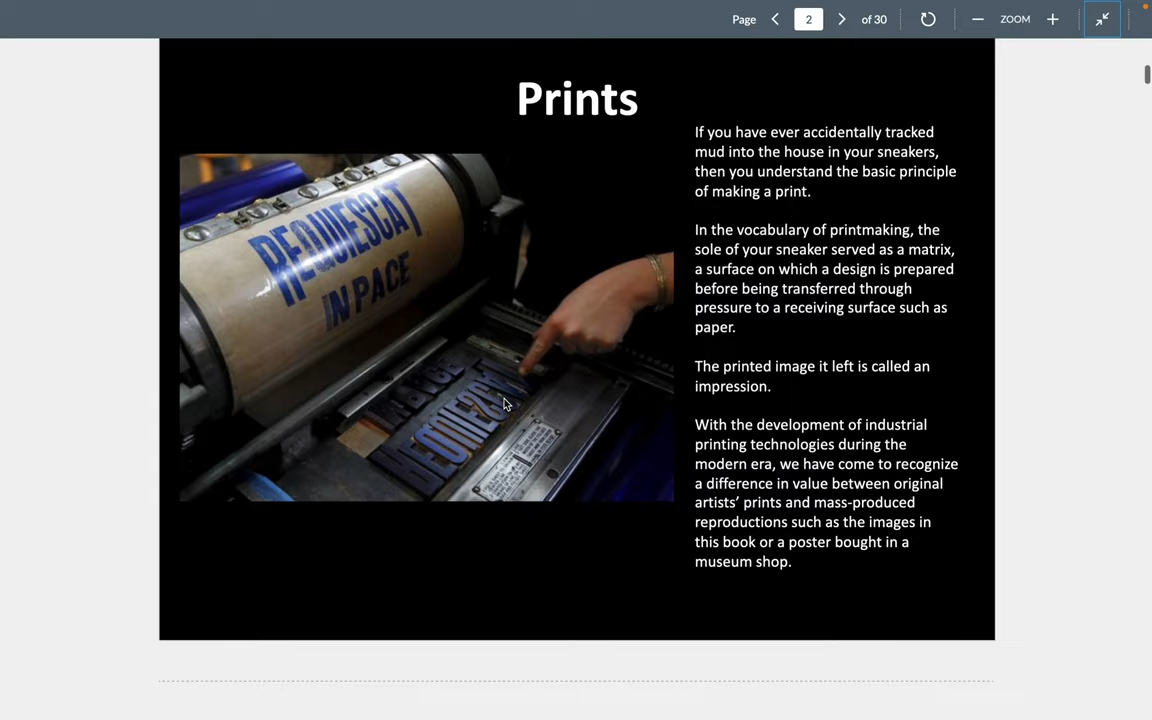 Page
2
of 30
ZOOM
Prints
If you have ever accidentally tracked
mud into the house in your sneakers,
then you understand the basic principle
of making a print.
In the vocabulary of printmaking, the
sole of your sneaker served as a matrix,
a surface on which a design is prepared
before being transferred through
pressure to a receiving surface such as
paper.
The printed image it left is called an
impression.
With the development of industrial
printing technologies during the
modern era, we have come to recognize
a difference in value between original
artists’ prints and mass-produced
reproductions such as the images in
this book or a poster bought in a
museum shop.
REQUIESCAT
IN PACE